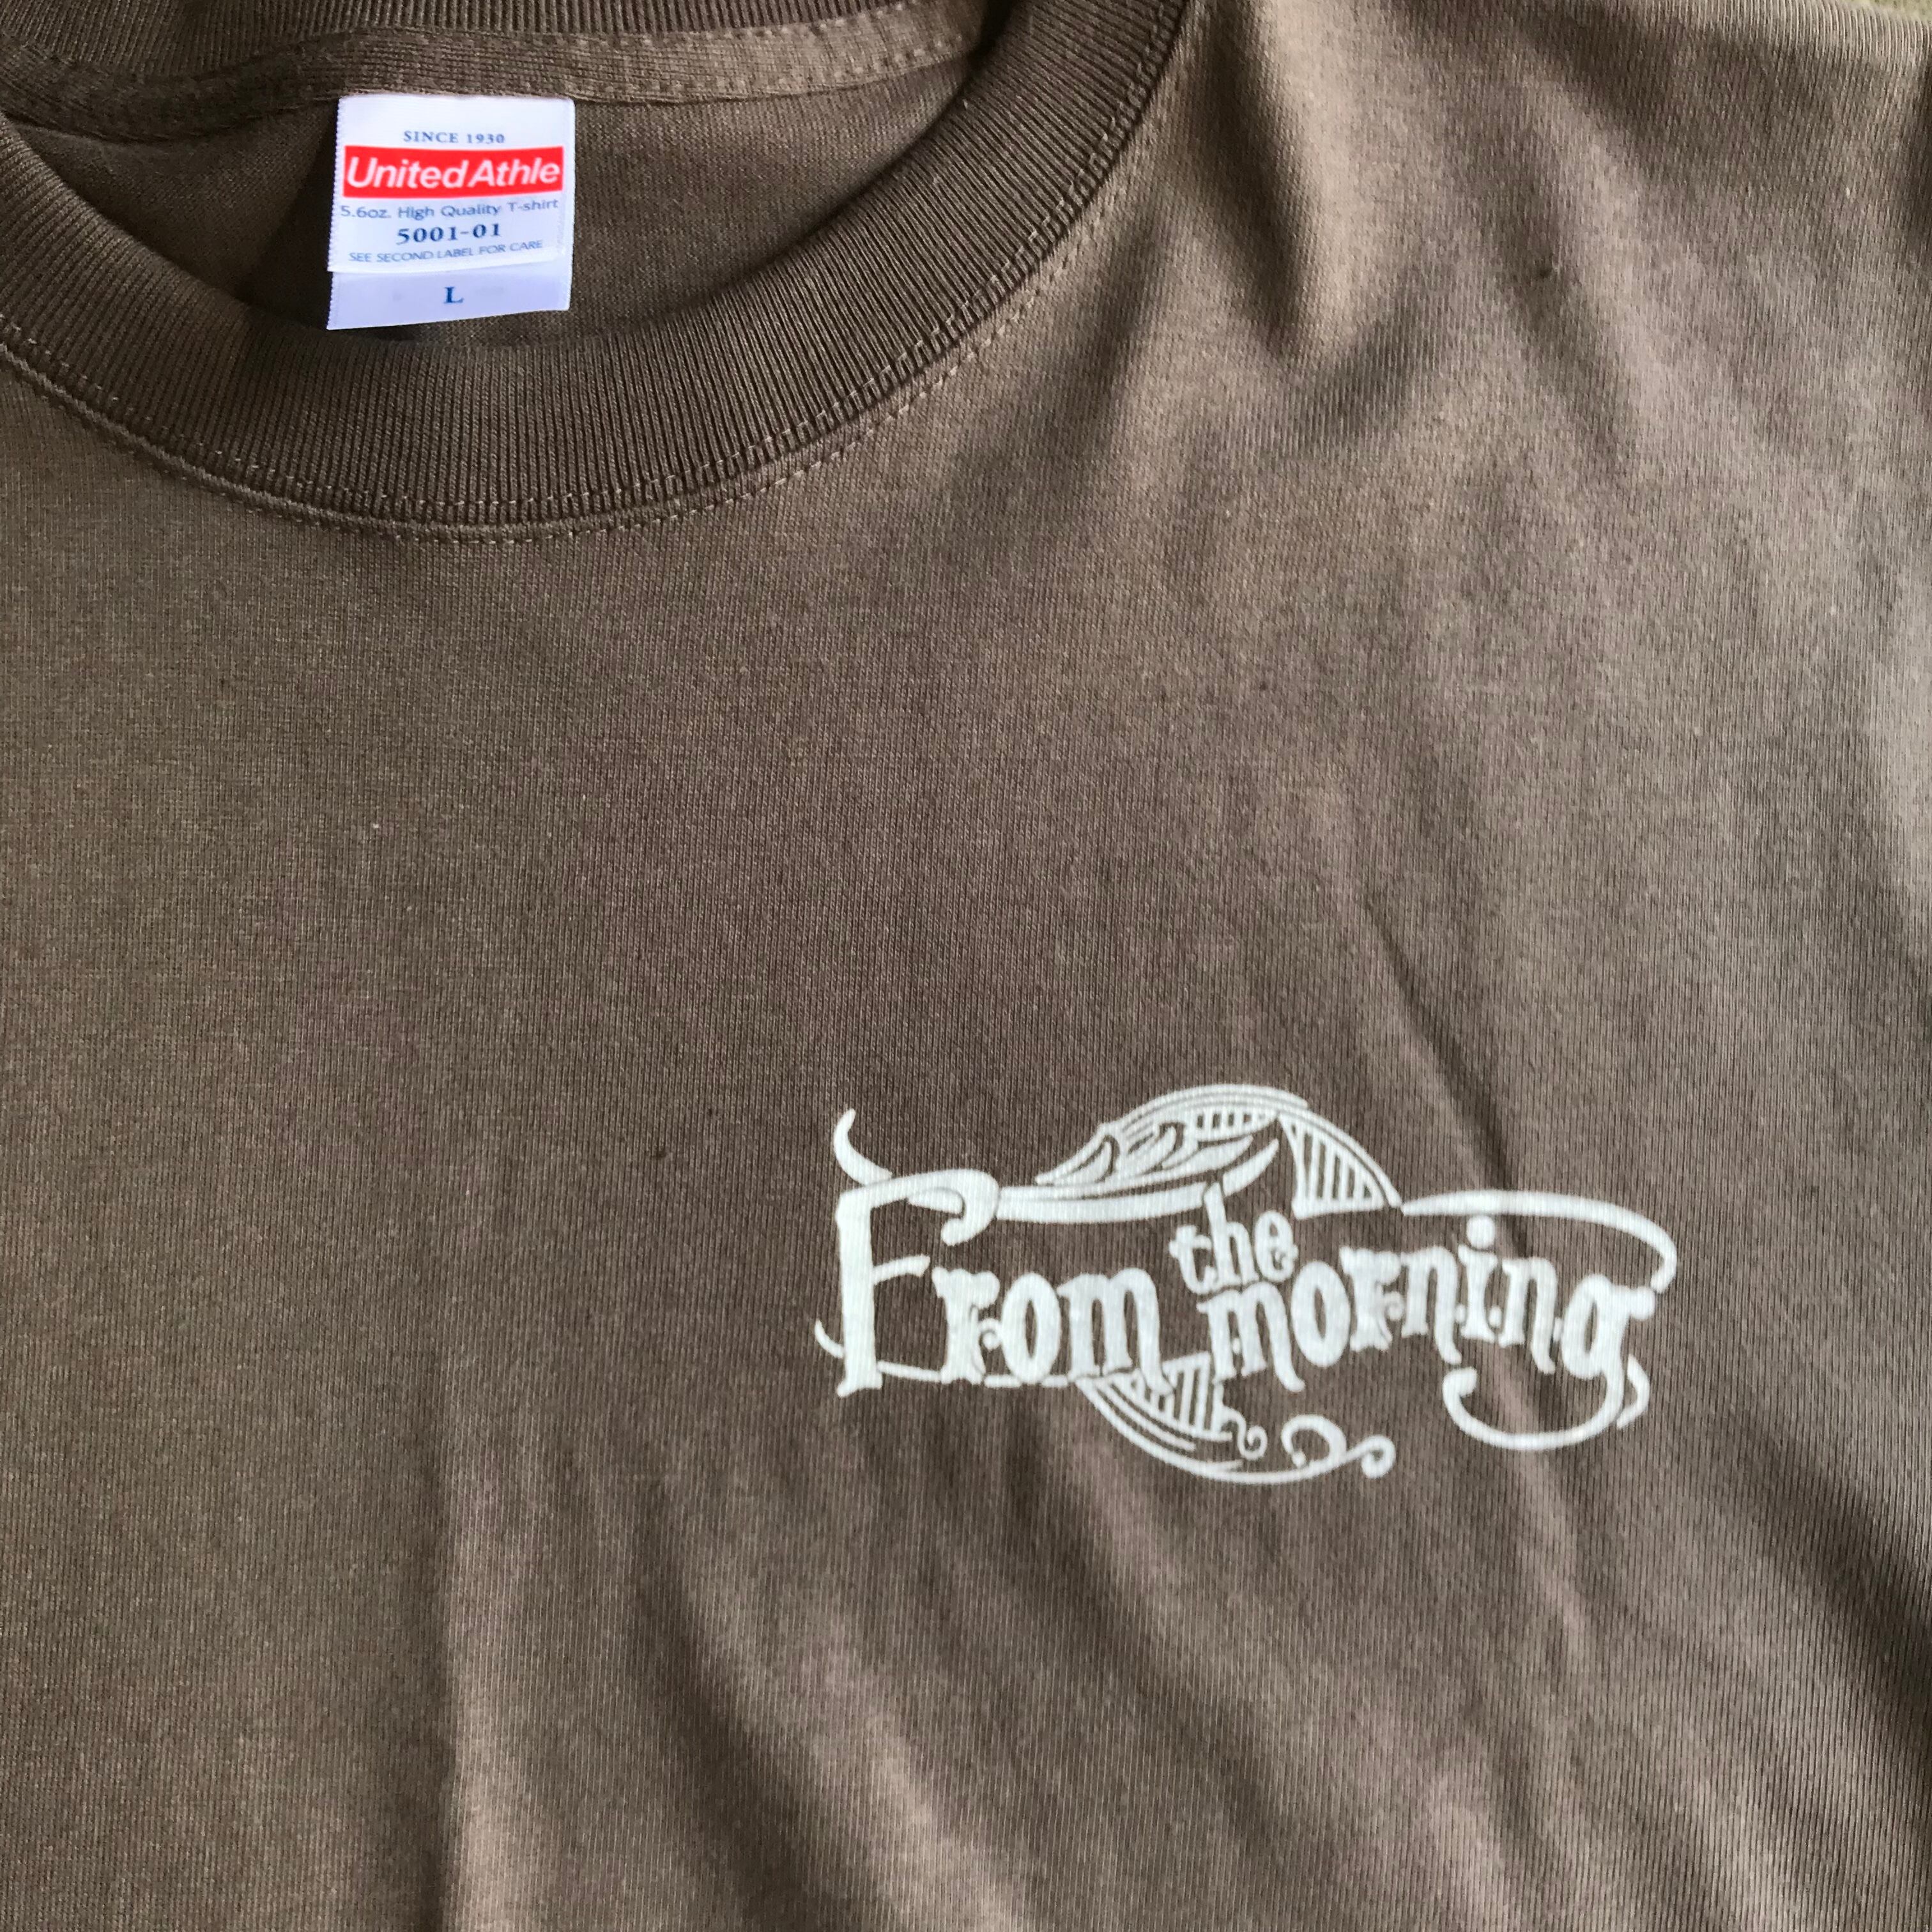 SINCE 1930
United Athle
5.6oz. High Quality T-shirt
5001-01
SEE SECOND LABEL FOR CARE
L
From the morning